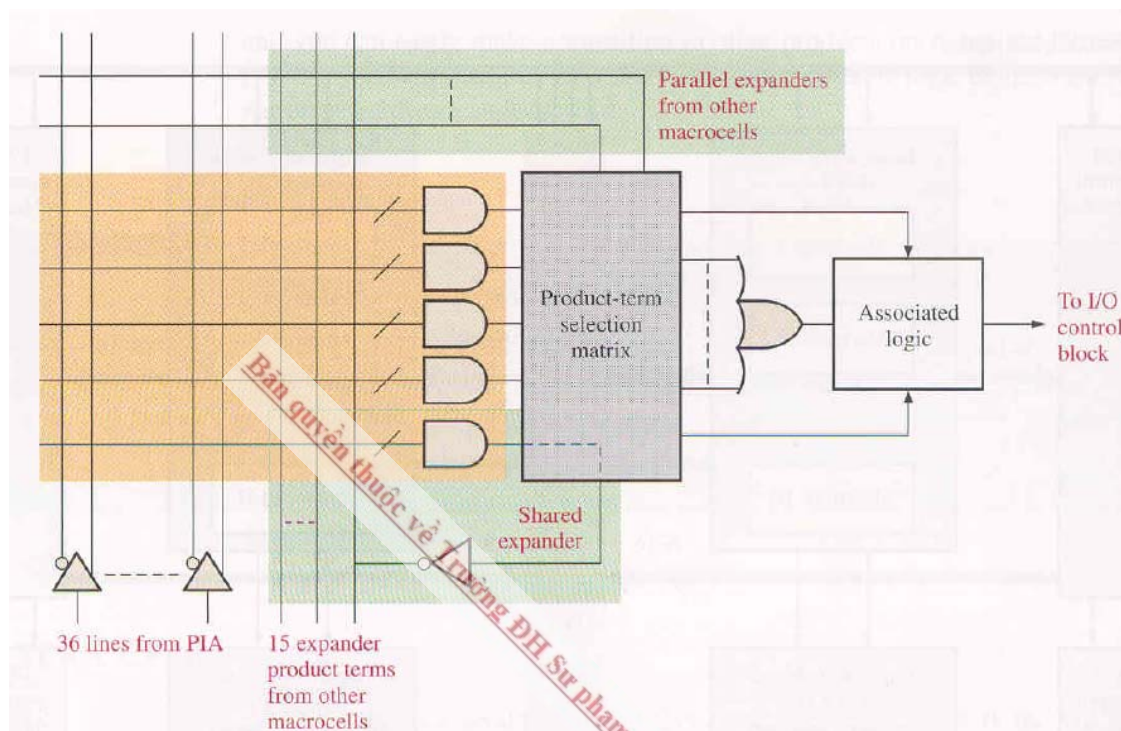 Parallel expanders
from other
macrocells
Product-term
selection
matrix
Associated
logic
To I/O
control
block
Shared
expander
36 lines from PIA
15 expander
product terms
from other
macrocells
Bản quyền thuộc về Trường ĐH Sư phạm